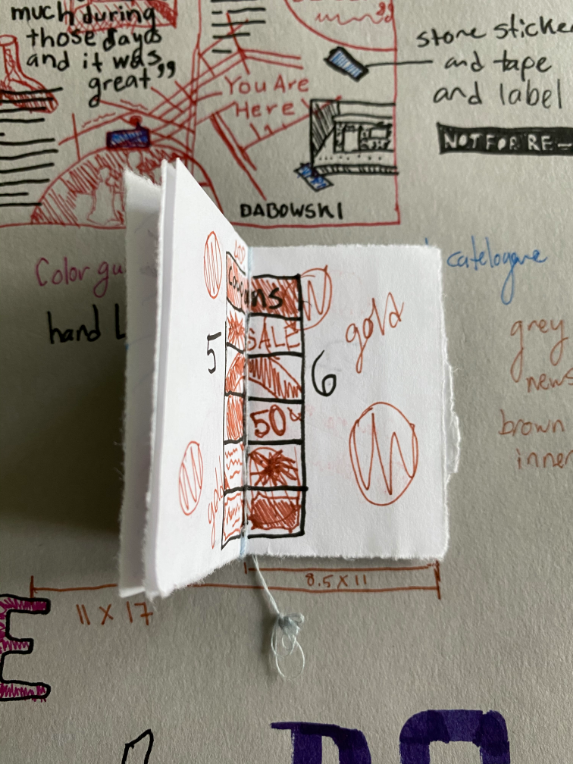 much during
those days
and it was
great”
You Are
Here
DABOWSKI
store sticker
and tape
and label
NOT FOR RE-
Color gu
hand
catelogue
grey
news
brown
inner
5
6
SALE
50%
gold
gold
11 X 17
8.5 X 11
E